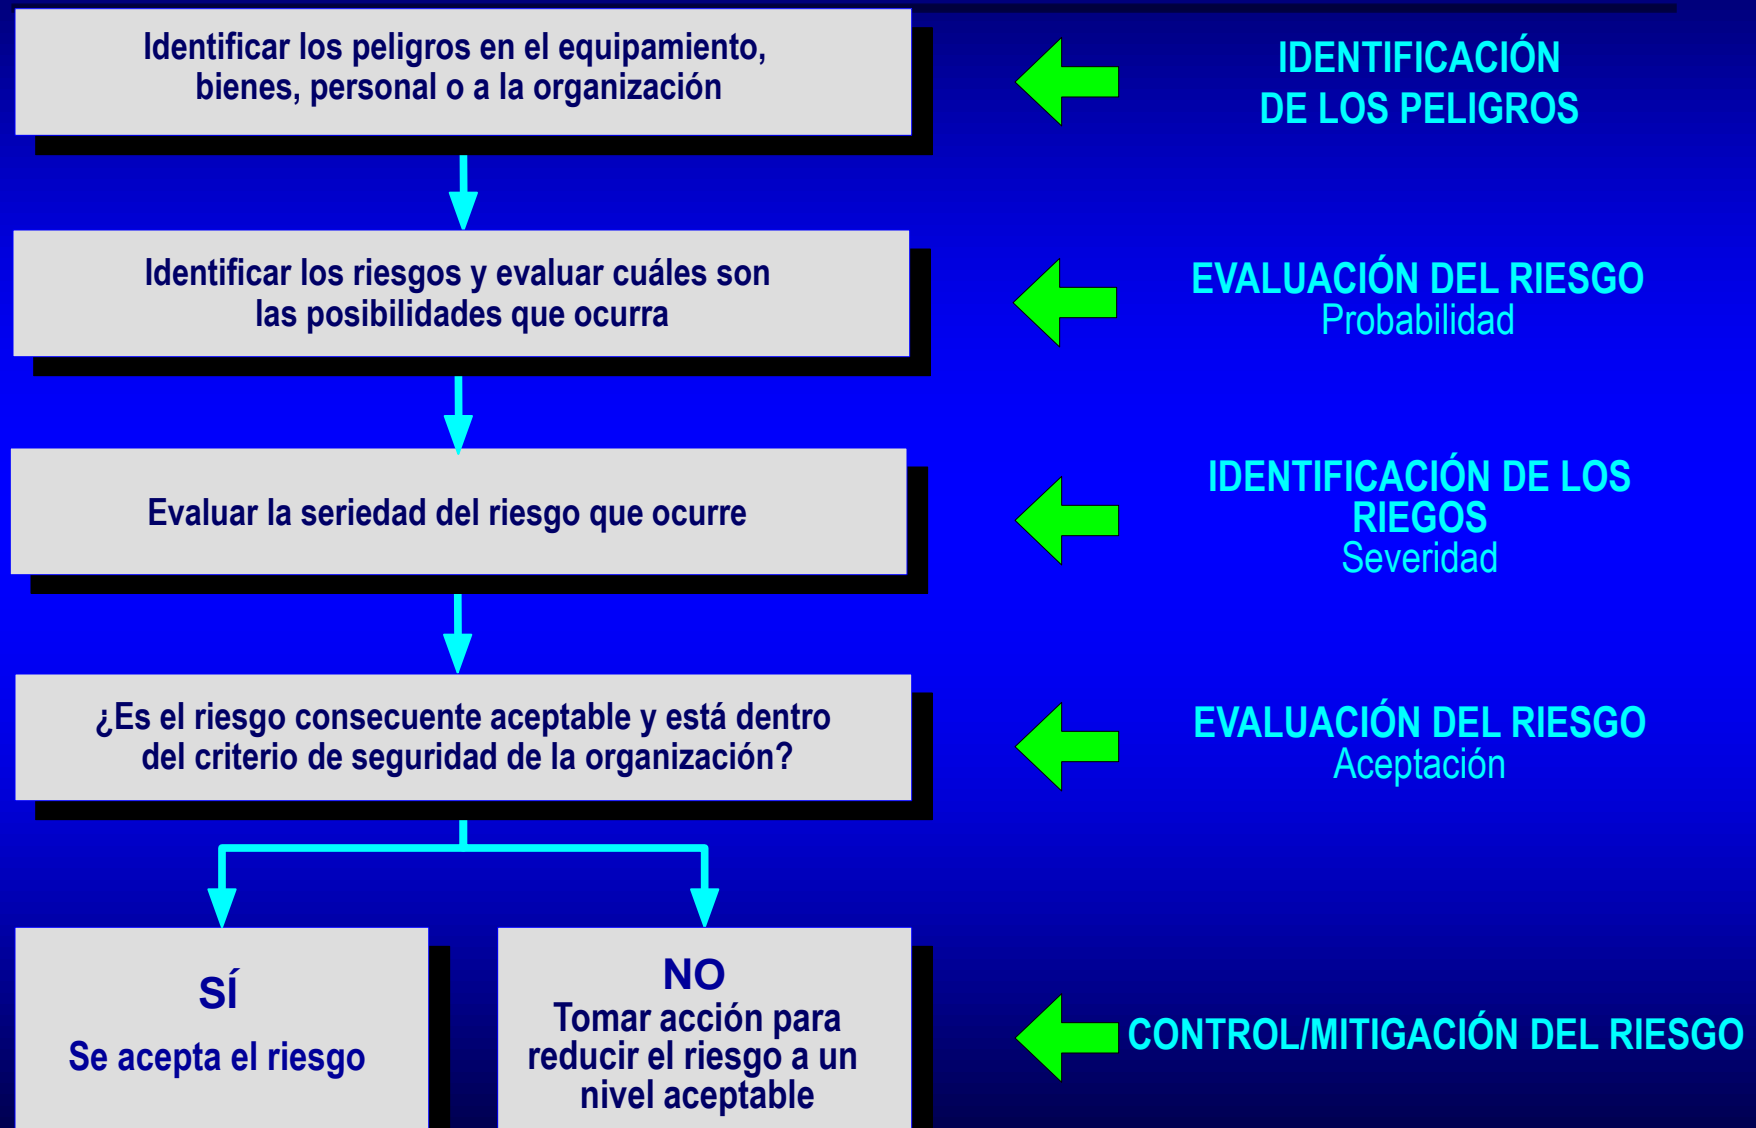 Identificar los peligros en el equipamiento,
bienes, personal o a la organización
IDENTIFICACIÓN
DE LOS PELIGROS
Identificar los riesgos y evaluar cuáles son
las posibilidades que ocurra
EVALUACIÓN DEL RIESGO
Probabilidad
Evaluar la seriedad del riesgo que ocurre
IDENTIFICACIÓN DE LOS
RIEGOS
Severidad
¿Es el riesgo consecuente aceptable y está dentro
del criterio de seguridad de la organización?
EVALUACIÓN DEL RIESGO
Aceptación
SÍ
Se acepta el riesgo
NO
Tomar acción para
reducir el riesgo a un
nivel aceptable
CONTROL/MITIGACIÓN DEL RIESGO